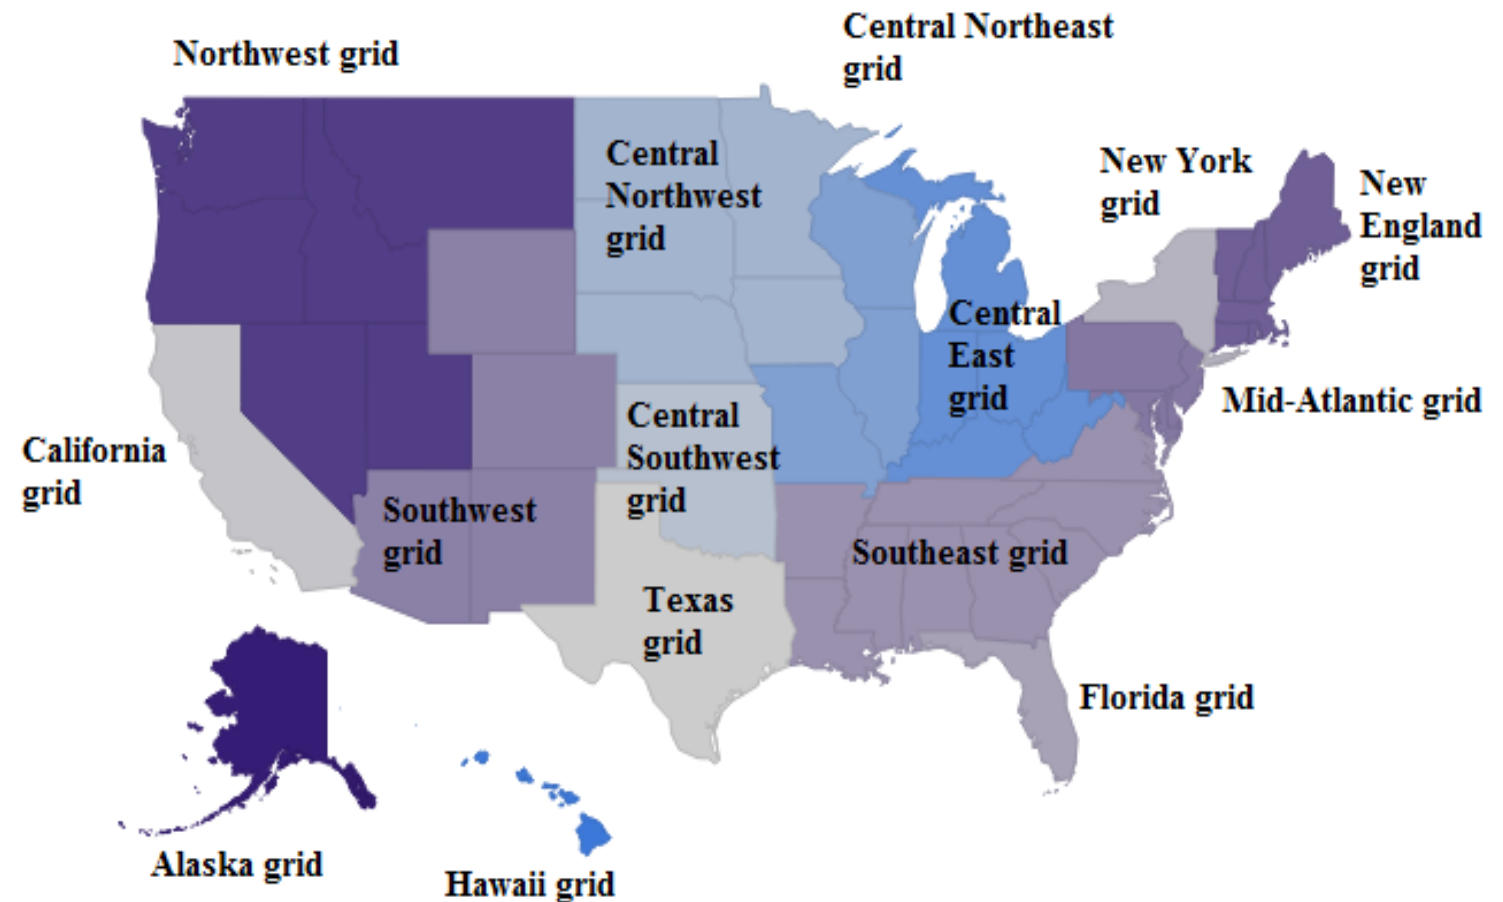 Northwest grid
Central Northeast
grid
Central
Northwest
grid
New York
grid
New
England
grid
Central
East
grid
Mid-Atlantic grid
California
grid
Central
Southwest
grid
Southwest
grid
Southeast grid
Texas
grid
Florida grid
Alaska grid
Hawaii grid